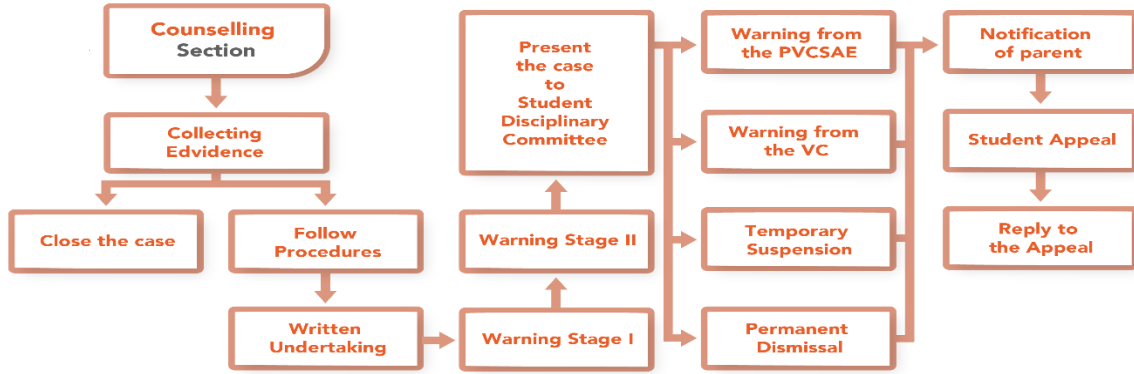 Counselling
Section
Collecting
Edvidence
Close the case
Follow
Procedures
Written
Undertaking
Warning Stage I
Warning Stage II
Present
the case
to
Student
Disciplinary
Committee
Warning from
the PVCSAE
Warning from
the VC
Temporary
Suspension
Permanent
Dismissal
Notification
of parent
Student Appeal
Reply to
the Appeal